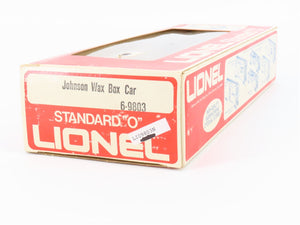 Johnson Wax Box Car
6-9803
STANDARD "O"
LIONEL
LIONEL